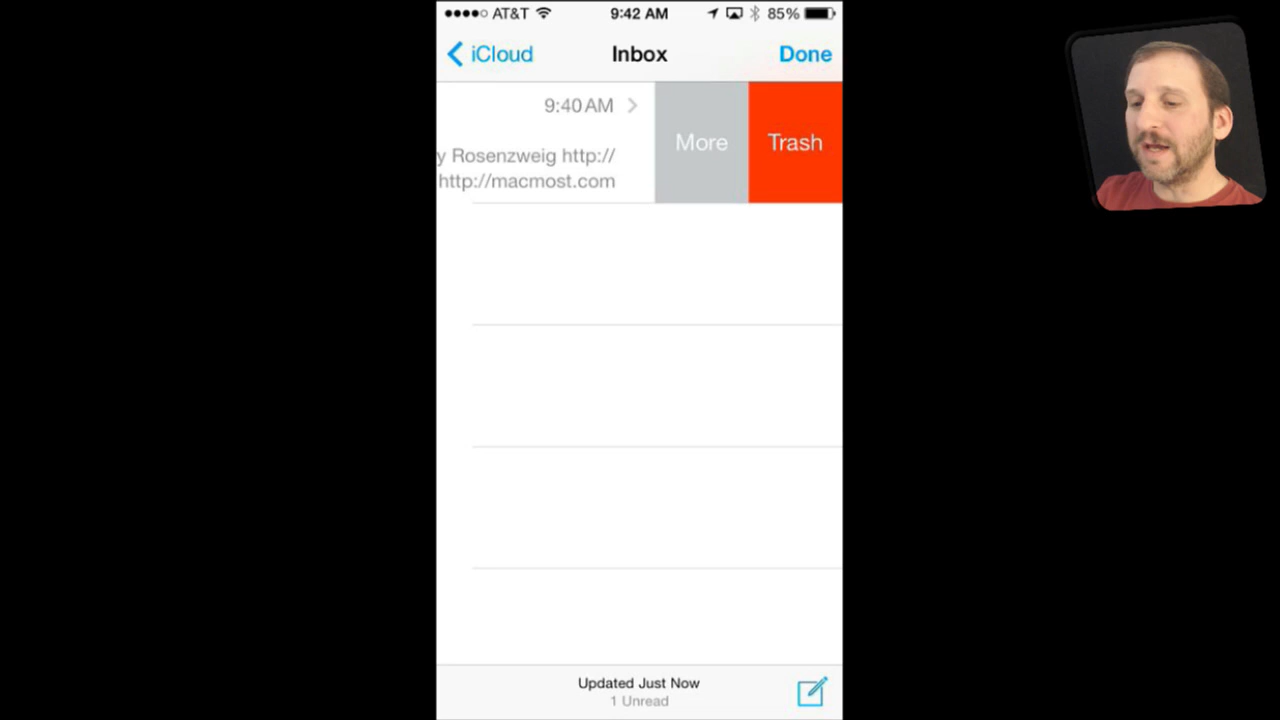 AT&T 9:42 AM 85%
iCloud Inbox Done
9:40 AM
y Rosenzweig http://
http://macmost.com
More Trash
Updated Just Now
1 Unread